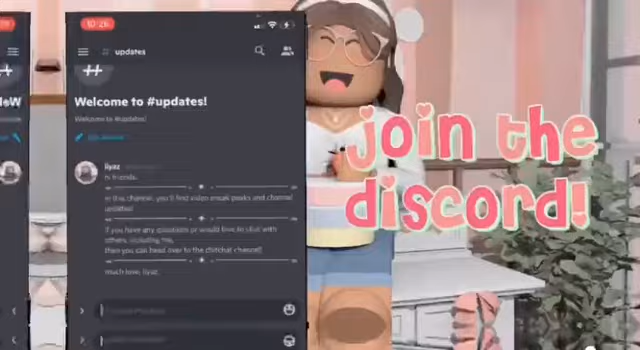 10:26
# updates
Welcome to #updates!
Welcome to #updates!
liyaz
hi friends,
in this channel, you'll find video sneak peeks and channel
updates!
if you have any questions or would love to chat with
others, including me,
then you can head over to the chitchat channel!
much love, liyaz
join the
discord!